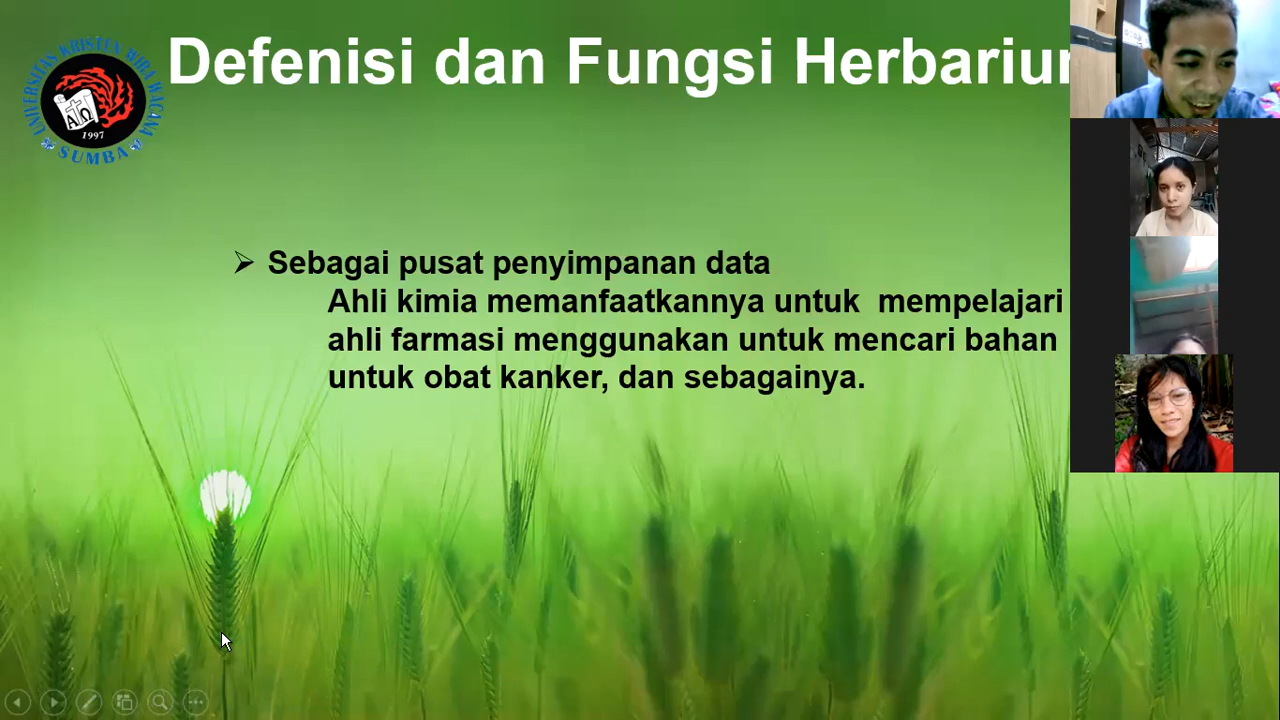 Defenisi dan Fungsi
UNIVERSITAS KRISTEN WIRA WACANA
1997
SUMBA
➢ Sebagai pusat penyimpanan data
Ahli kimia memanfaatkannya untuk mempelajari
ahli farmasi menggunakan untuk mencari bahan
untuk obat kanker, dan sebagainya.